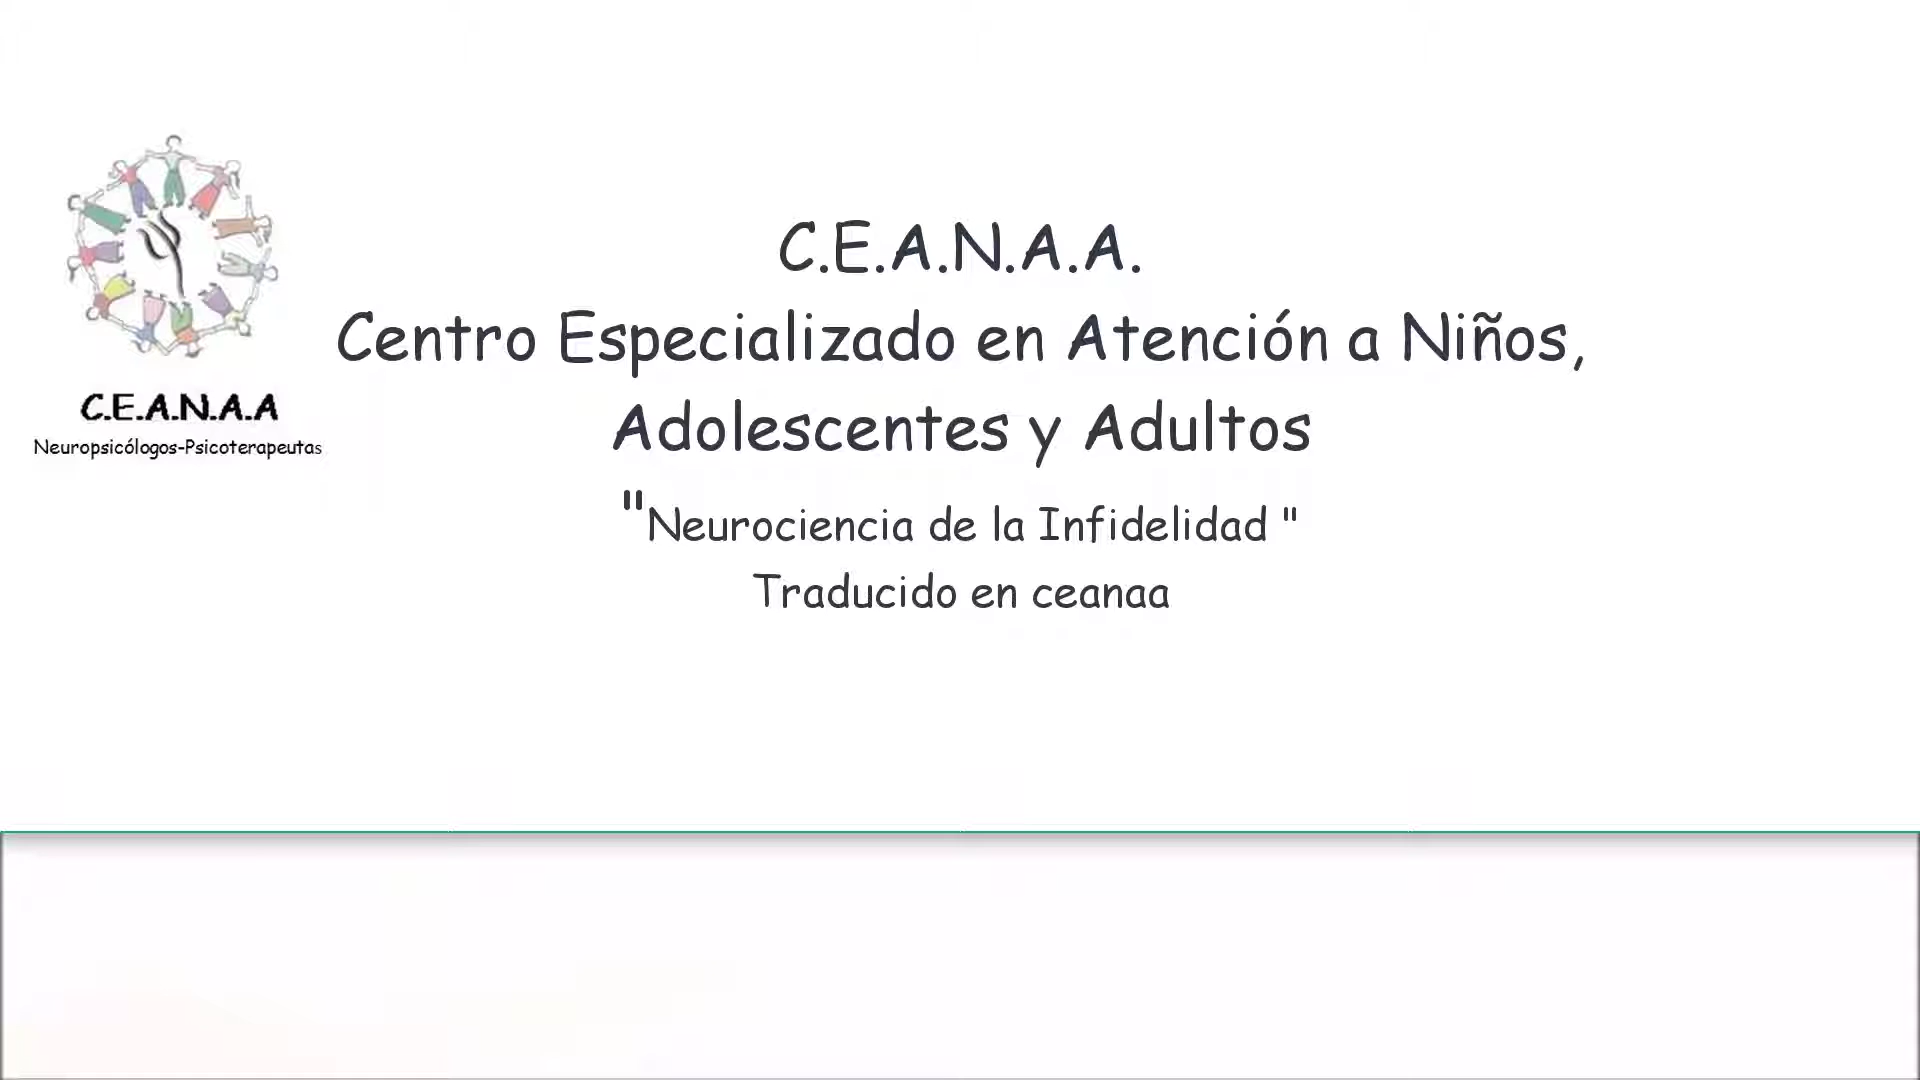 C.E.A.N.A.A
Neuropsicólogos-Psicoterapeutas
C.E.A.N.A.A.
Centro Especializado en Atención a Niños,
Adolescentes y Adultos
"Neurociencia de la Infidelidad "
Traducido en ceanaa